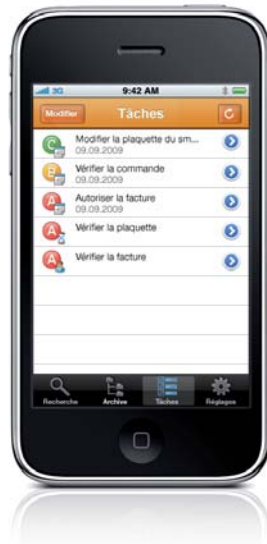 3G 9:42 AM
Modifier Tâches
C Modifier la plaquette du sm...
09.09.2009
B Vérifier la commande
09.09.2009
A Autoriser la facture
09.09.2009
A Vérifier la plaquette
A Vérifier la facture
Recherche Archive Tâches Réglages